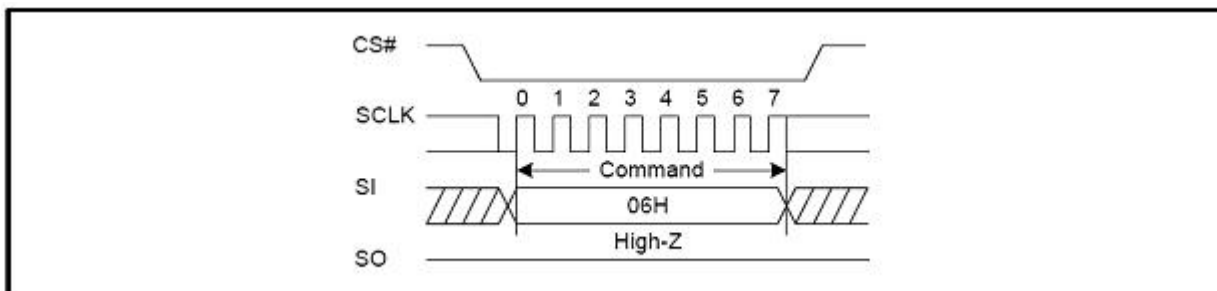 CS#
0 1 2 3 4 5 6 7
SCLK
Command
SI
06H
High-Z
SO